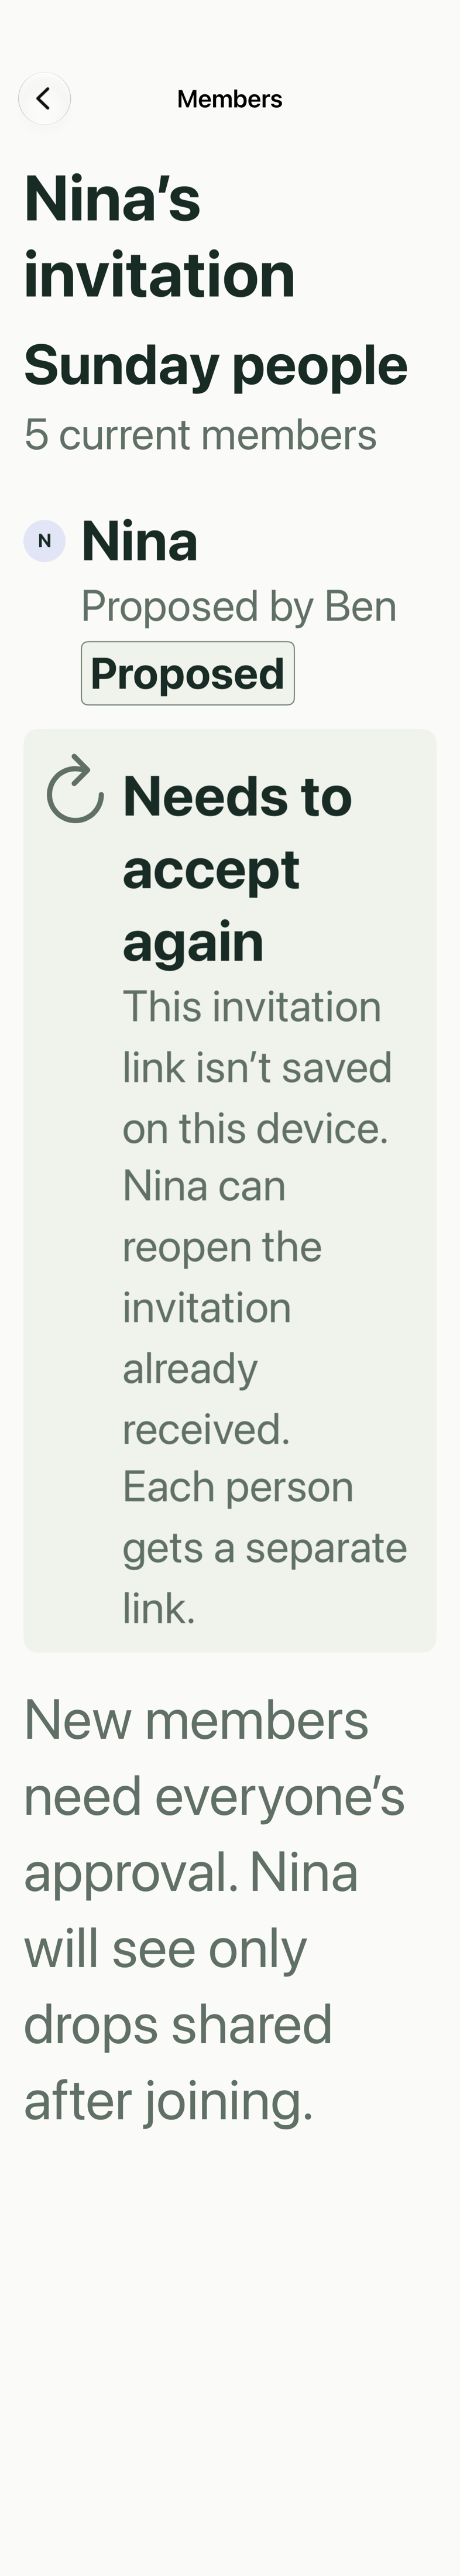 Members
Nina’s
invitation
Sunday people
5 current members
N
Nina
Proposed by Ben
Proposed
Needs to
accept
again
This invitation
link isn’t saved
on this device.
Nina can
reopen the
invitation
already
received.
Each person
gets a separate
link.
New members
need everyone’s
approval. Nina
will see only
drops shared
after joining.